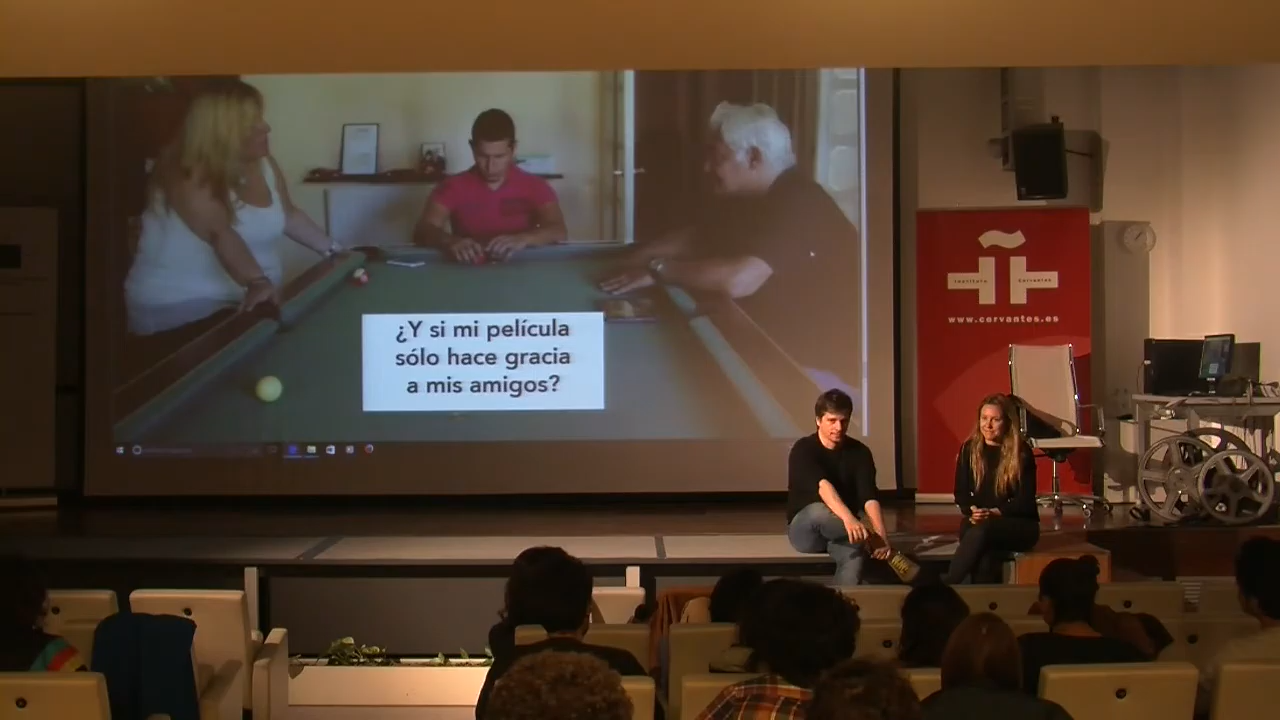 ¿Y si mi película
sólo hace gracia
a mis amigos?
Instituto Cervantes
www.cervantes.es